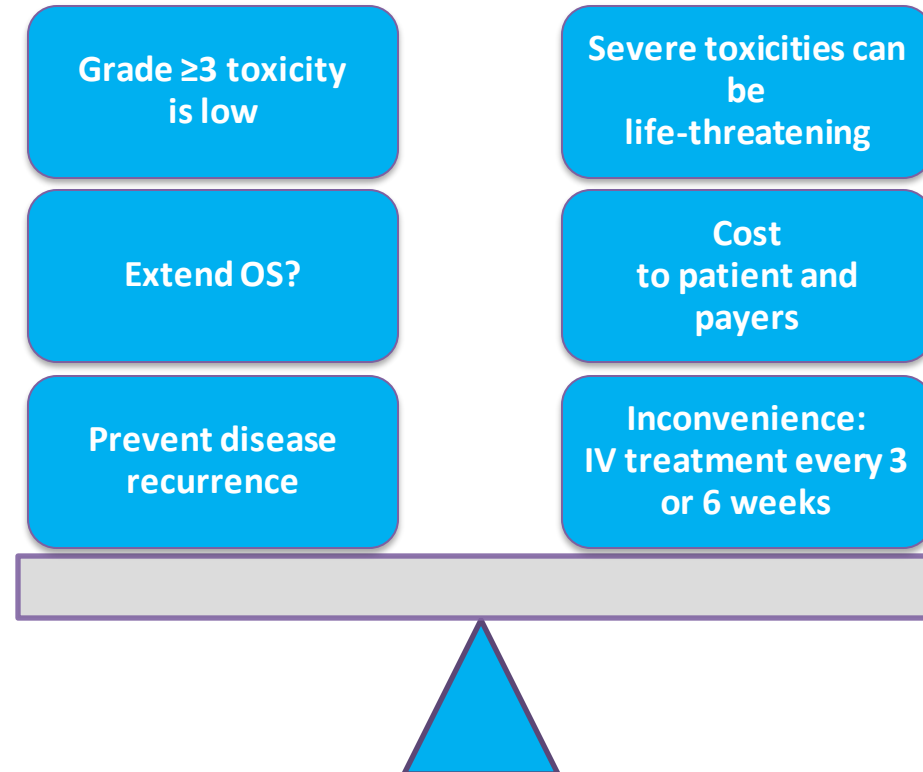 Grade ≥3 toxicity
is low
Extend OS?
Prevent disease
recurrence
Severe toxicities can
be
life-threatening
Cost
to patient and
payers
Inconvenience:
IV treatment every 3
or 6 weeks